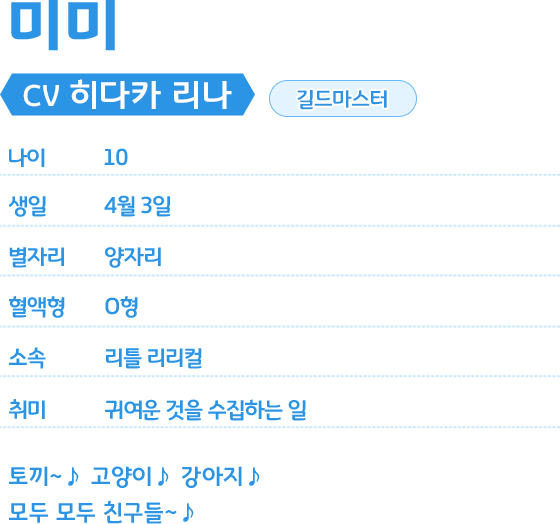 미미
CV 히다카 리나 길드마스터
나이 10
생일 4월 3일
별자리 양자리
혈액형 O형
소속 리틀 리리컬
취미 귀여운 것을 수집하는 일
토끼~♪ 고양이♪ 강아지♪
모두 모두 친구들~♪